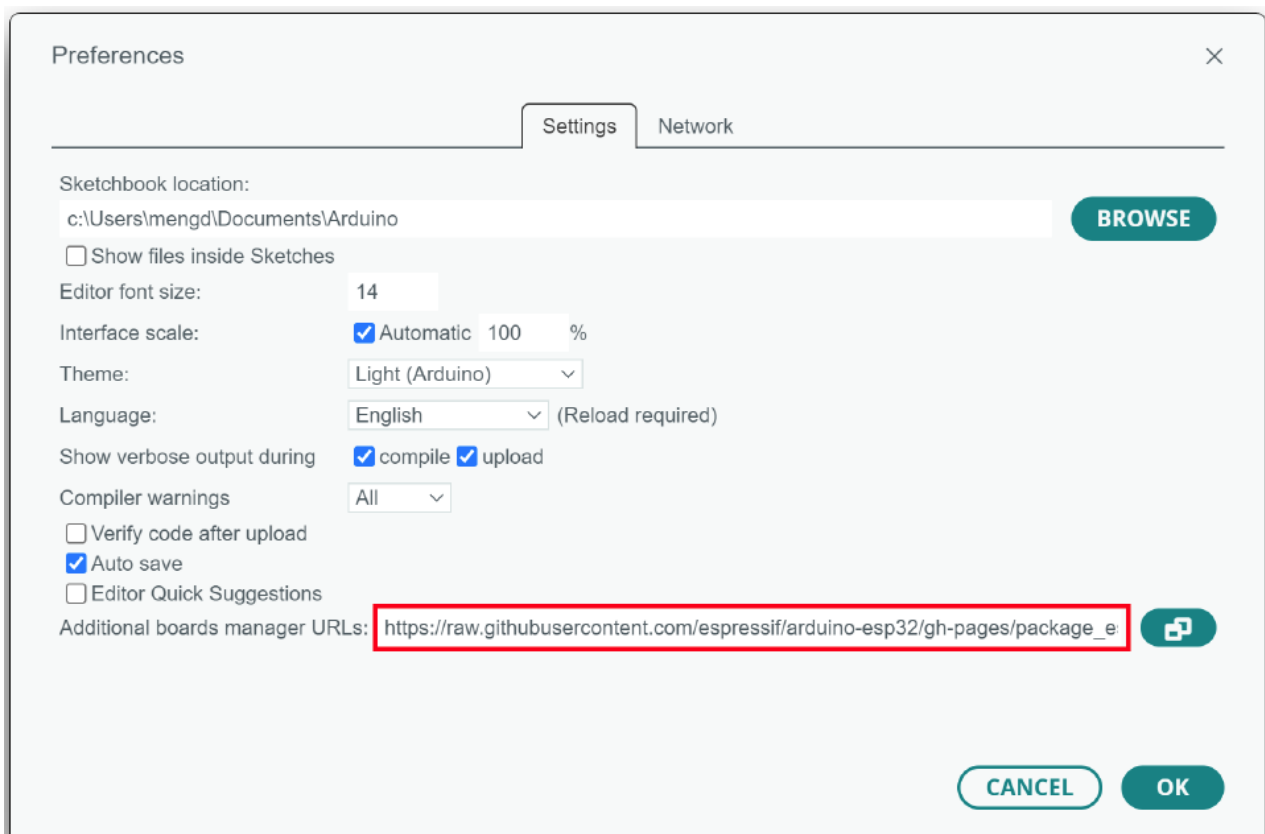 Preferences
Settings Network
Sketchbook location:
c:\Users\mengd\Documents\Arduino BROWSE
Show files inside Sketches
Editor font size: 14
Interface scale: Automatic 100 %
Theme: Light (Arduino)
Language: English (Reload required)
Show verbose output during compile upload
Compiler warnings All
Verify code after upload
Auto save
Editor Quick Suggestions
Additional boards manager URLs: https://raw.githubusercontent.com/espressif/arduino-esp32/gh-pages/package_e
CANCEL OK